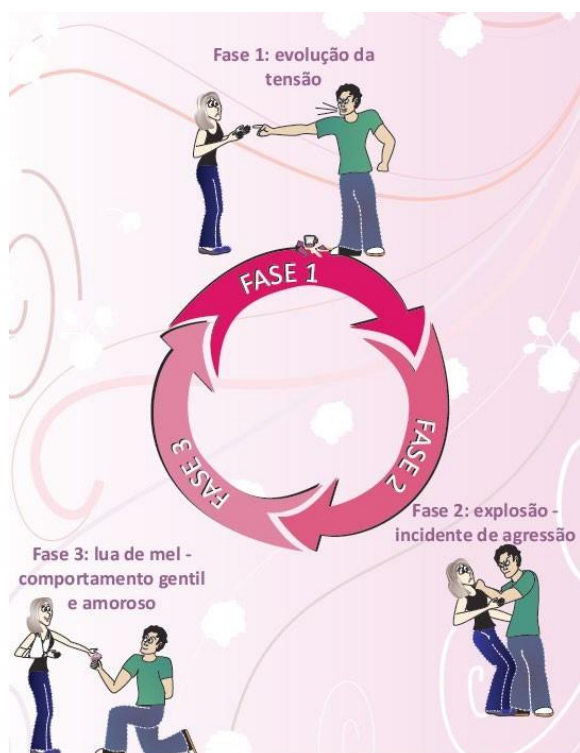 Fase 1: evolução da
tensão
FASE 1
FASE 2
FASE 3
Fase 2: explosão -
incidente de agressão
Fase 3: lua de mel -
comportamento gentil
e amoroso